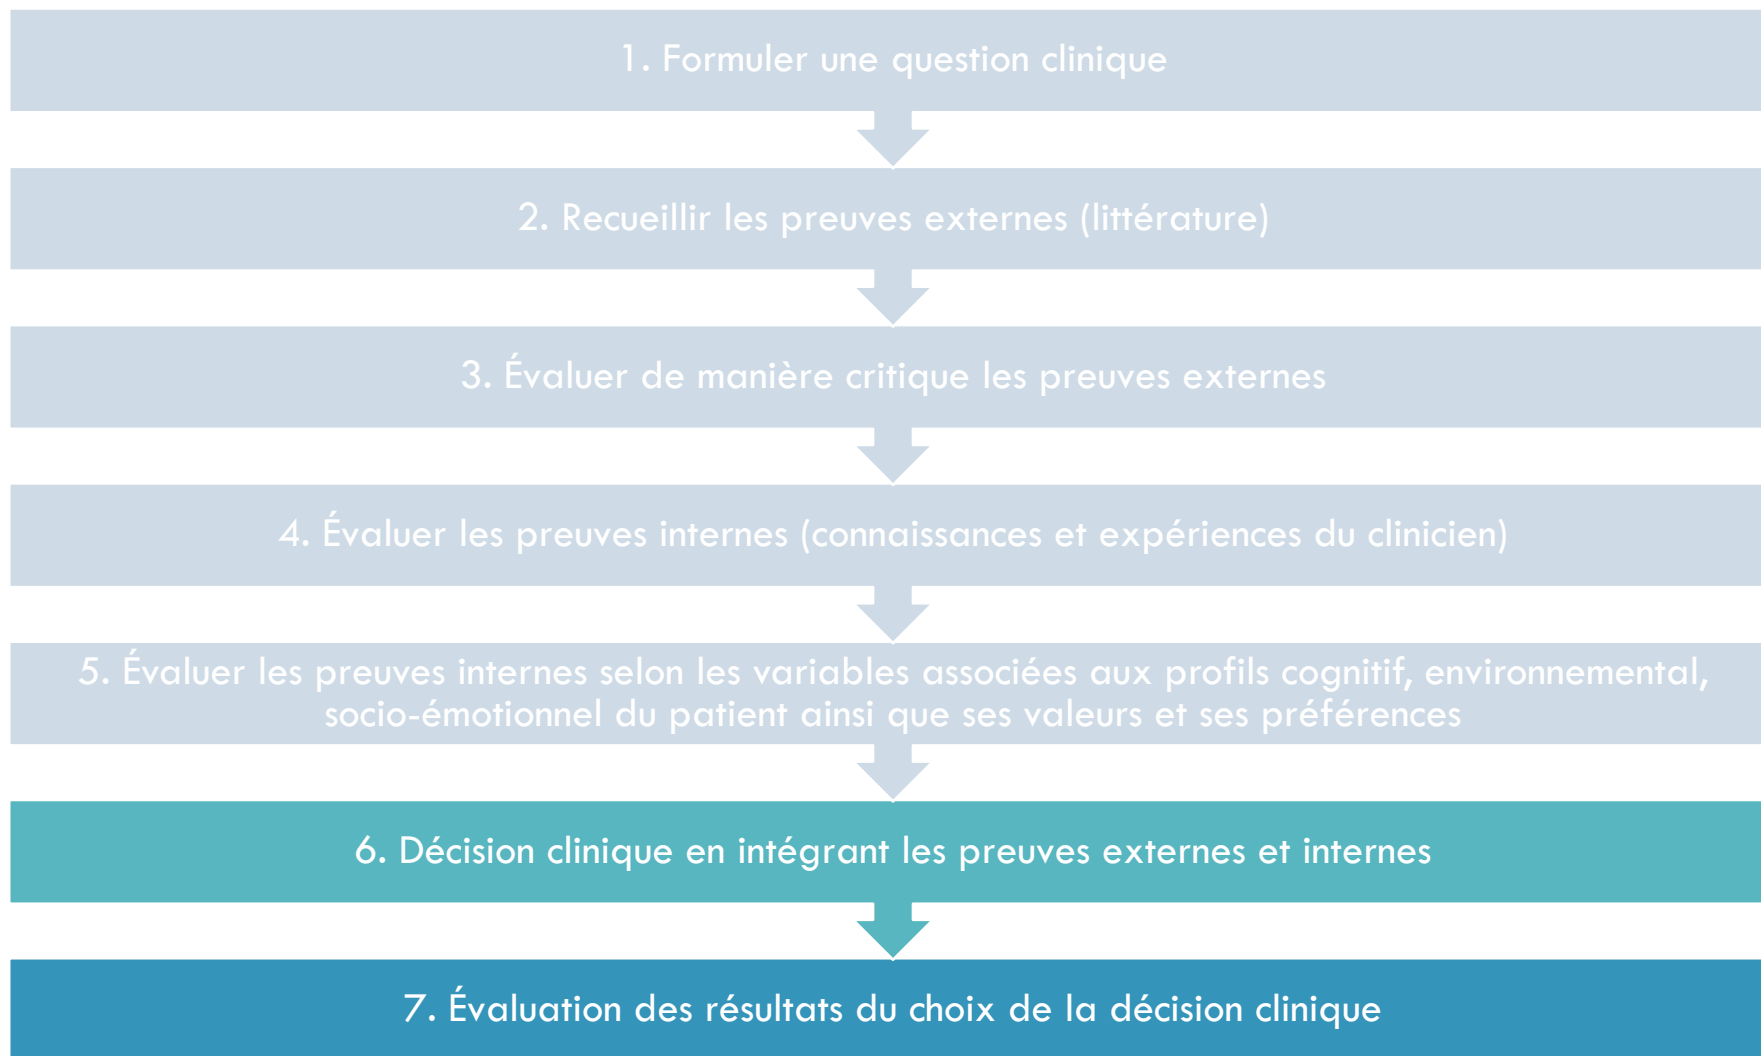 1. Formuler une question clinique
2. Recueillir les preuves externes (littérature)
3. Évaluer de manière critique les preuves externes
4. Évaluer les preuves internes (connaissances et expériences du clinicien)
5. Évaluer les preuves internes selon les variables associées aux profils cognitif, environnemental,
socio-émotionnel du patient ainsi que ses valeurs et ses préférences
6. Décision clinique en intégrant les preuves externes et internes
7. Évaluation des résultats du choix de la décision clinique